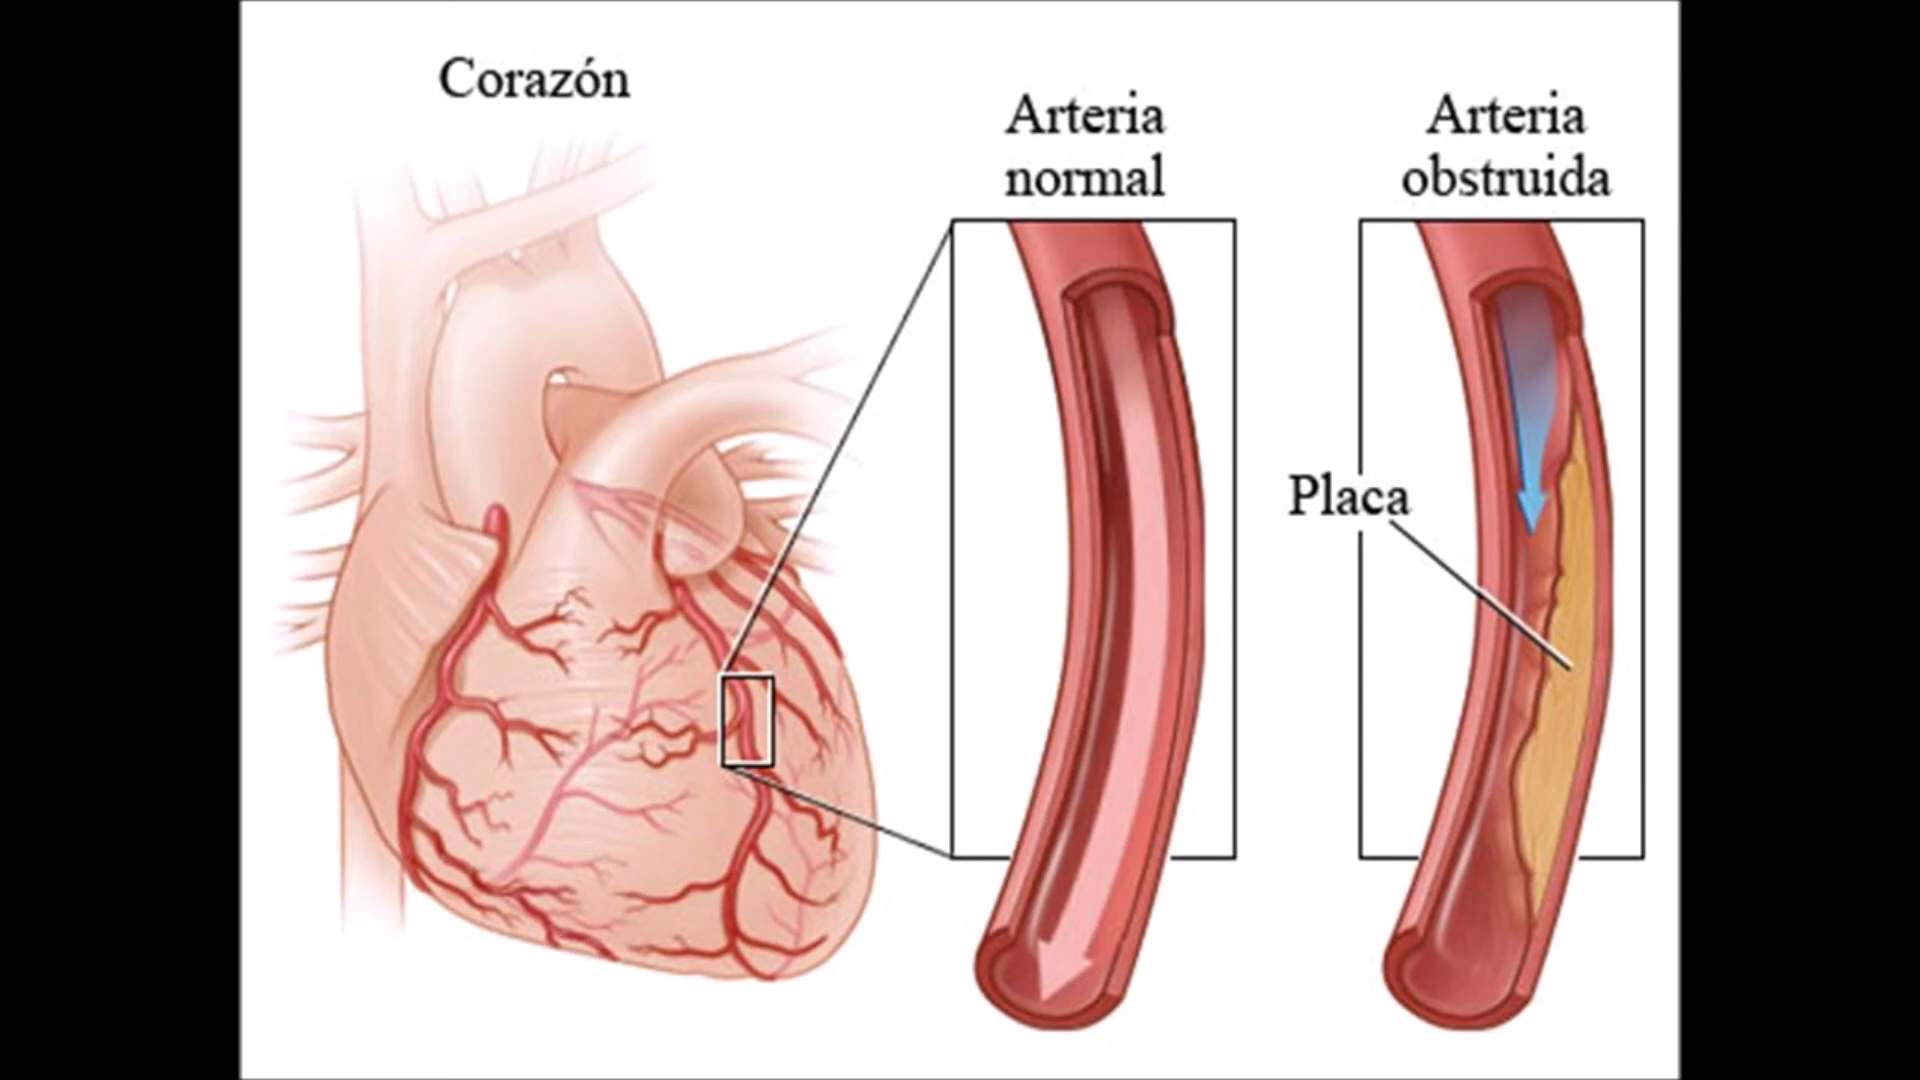 Corazón
Arteria
normal
Arteria
obstruida
Placa